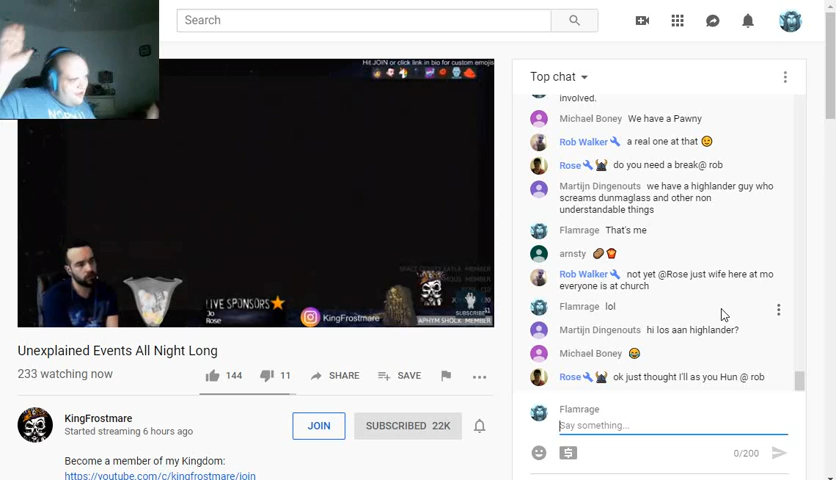 Search
Hit JOIN or click link in bio for custom emojis
LIVE SPONSORS
Jo
Rose
KingFrostmare
SUBSCRIBE
APHYM SHOCK MEMBER
Unexplained Events All Night Long
233 watching now
144
11
SHARE
SAVE
KingFrostmare
Started streaming 6 hours ago
JOIN
SUBSCRIBED 22K
Become a member of my Kingdom:
https://youtube.com/c/kingfrostmare/join
Top chat
involved.
Michael Boney We have a Pawny
Rob Walker a real one at that 😉
Rose do you need a break@ rob
Martijn Dingenouts we have a highlander guy who
screams dunmaglass and other non
understandable things
Flamrage That's me
arnsty 🥔🍞
Rob Walker not yet @Rose just wife here at mo
everyone is at church
Flamrage lol
Martijn Dingenouts hi los aan highlander?
Michael Boney 😂
Rose ok just thought I'll as you Hun @ rob
Flamrage
Say something...
0/200